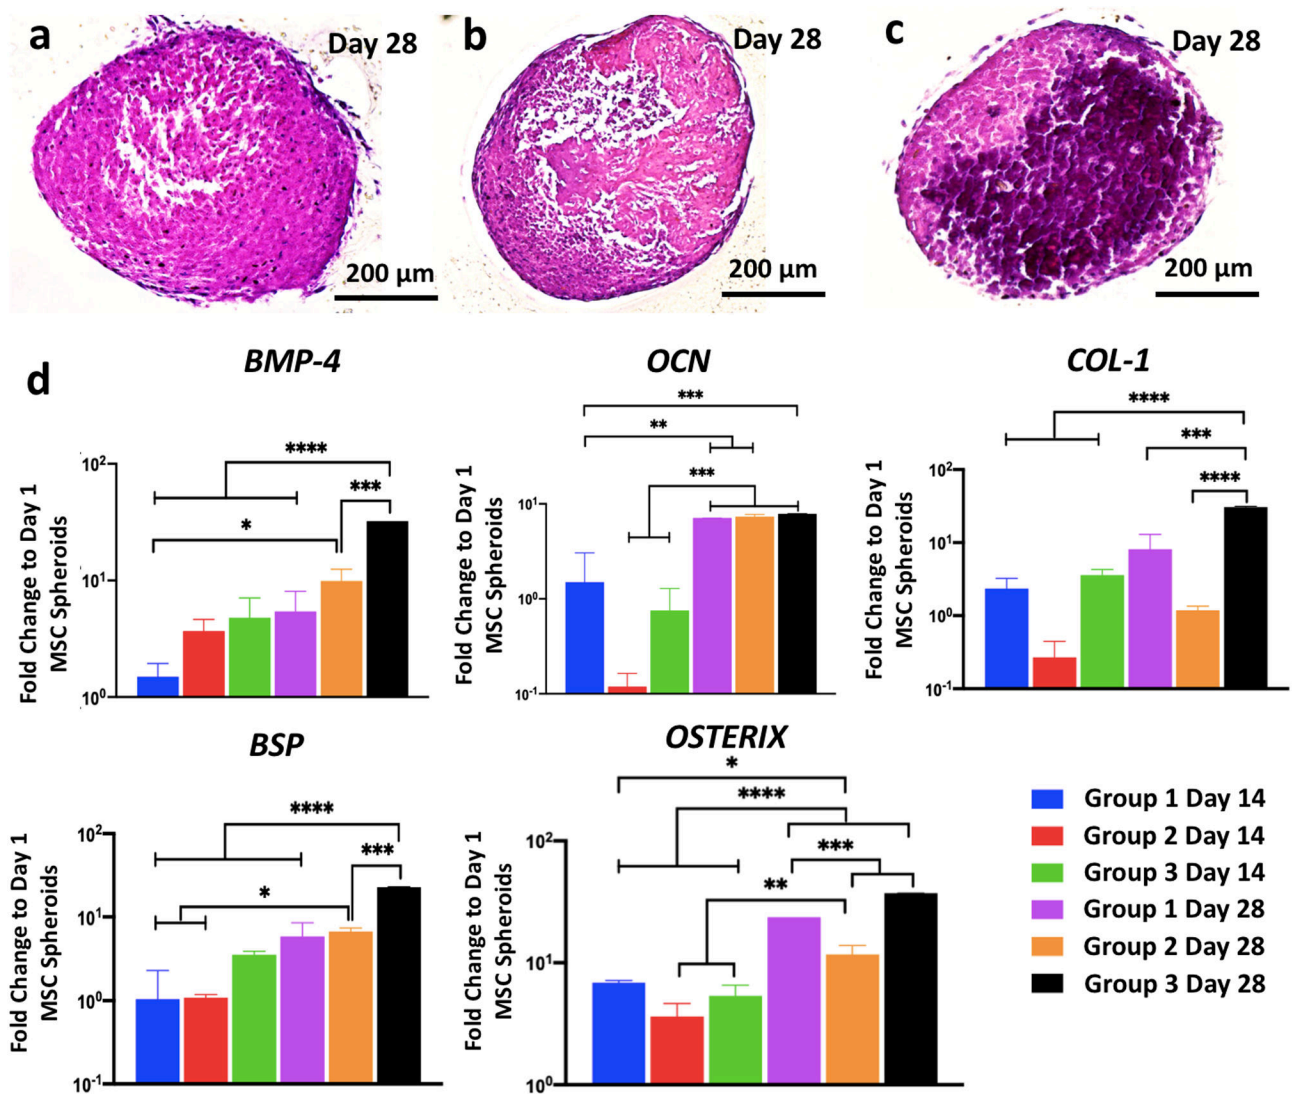 a
Day 28
200 μm
b
Day 28
200 μm
c
Day 28
200 μm
d
BMP-4
Fold Change to Day 1
MSC Spheroids
10²
10¹
10⁰
****
***
*
OCN
Fold Change to Day 1
MSC Spheroids
10¹
10⁰
10⁻¹
***
**
***
COL-1
Fold Change to Day 1
MSC Spheroids
10²
10¹
10⁰
10⁻¹
****
***
****
BSP
Fold Change to Day 1
MSC Spheroids
10²
10¹
10⁰
10⁻¹
****
***
*
OSTERIX
Fold Change to Day 1
MSC Spheroids
10²
10¹
10⁰
*
****
***
**
Group 1 Day 14
Group 2 Day 14
Group 3 Day 14
Group 1 Day 28
Group 2 Day 28
Group 3 Day 28